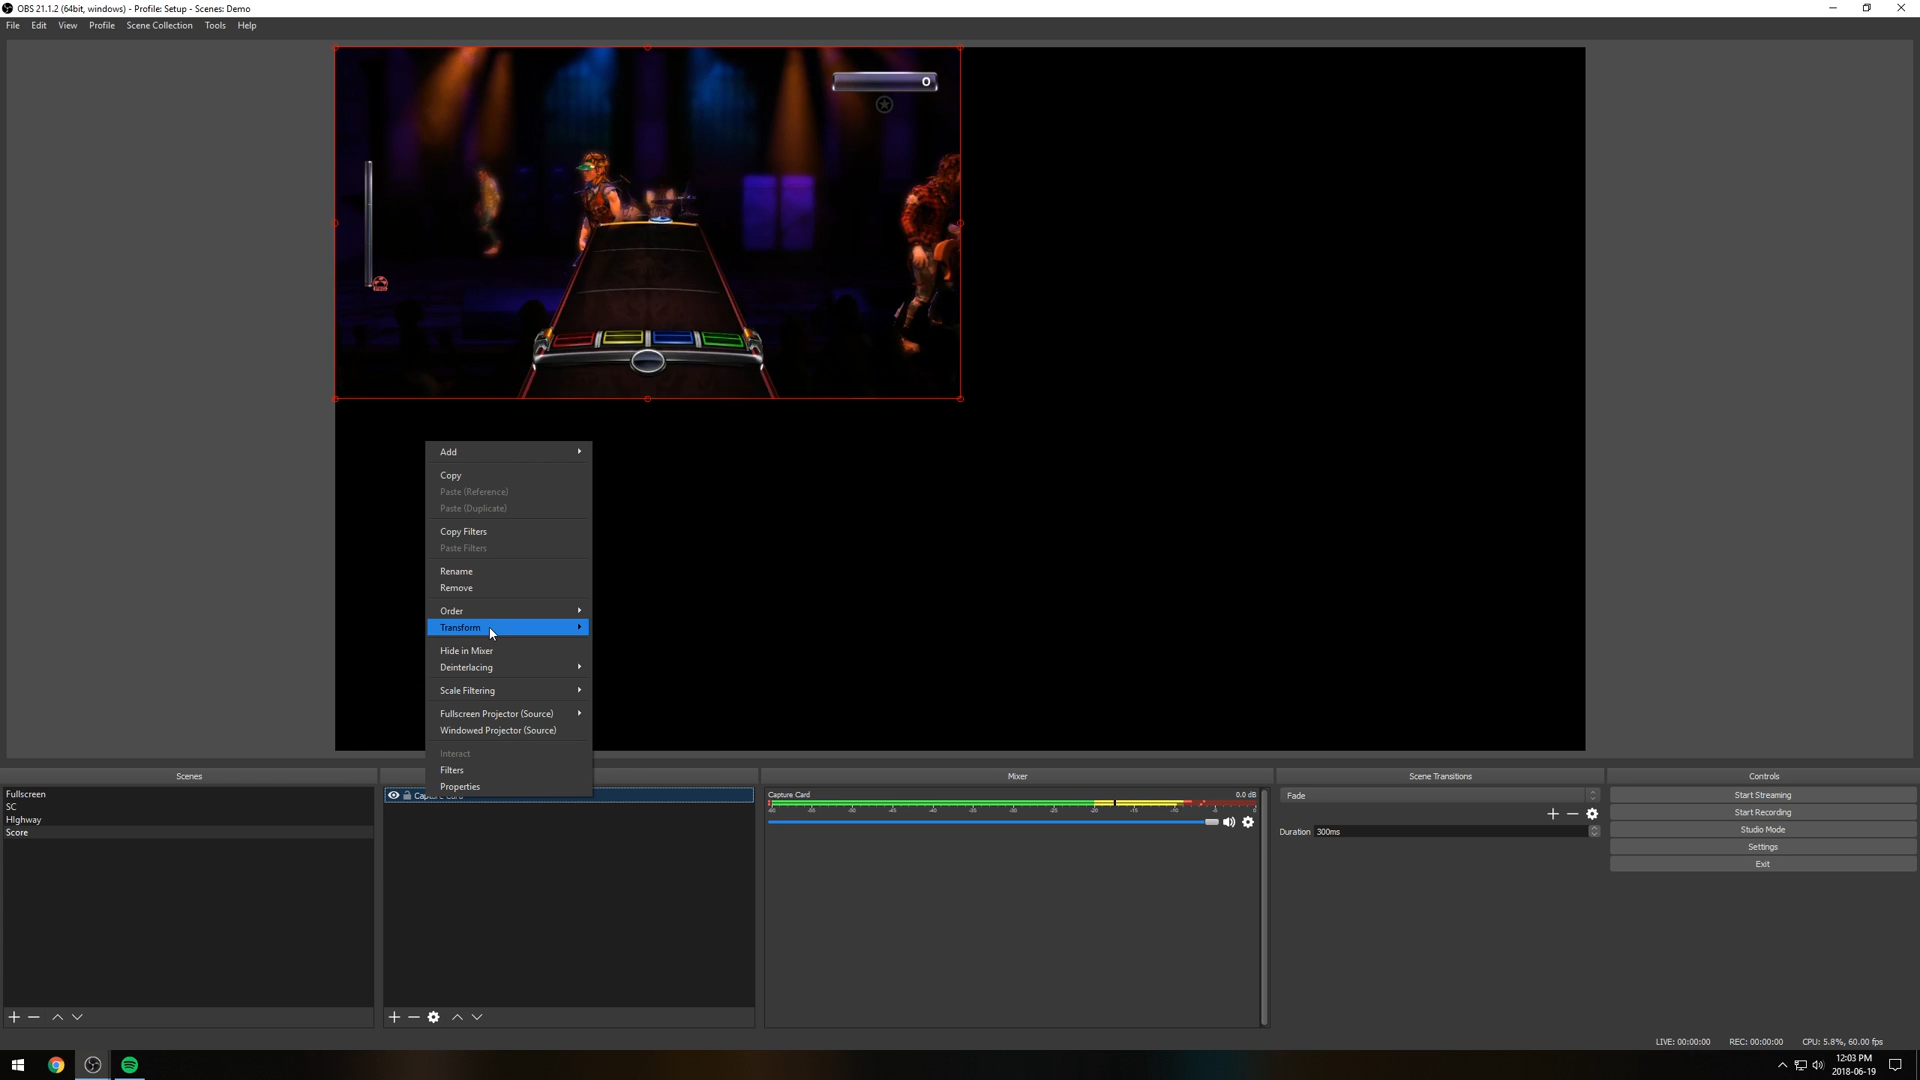 OBS 21.1.2 (64bit, windows) - Profile: Setup - Scenes: Demo
File Edit View Profile Scene Collection Tools Help
0
Add
Copy
Paste (Reference)
Paste (Duplicate)
Copy Filters
Paste Filters
Rename
Remove
Order
Transform
Hide in Mixer
Deinterlacing
Scale Filtering
Fullscreen Projector (Source)
Windowed Projector (Source)
Interact
Filters
Properties
Scenes
Fullscreen
SC
HIghway
Score
Mixer
Capture Card 0.0 dB
Scene Transitions
Fade
Duration 300ms
Controls
Start Streaming
Start Recording
Studio Mode
Settings
Exit
LIVE: 00:00:00 REC: 00:00:00 CPU: 5.8%, 60.00 fps
12:03 PM
2018-06-19